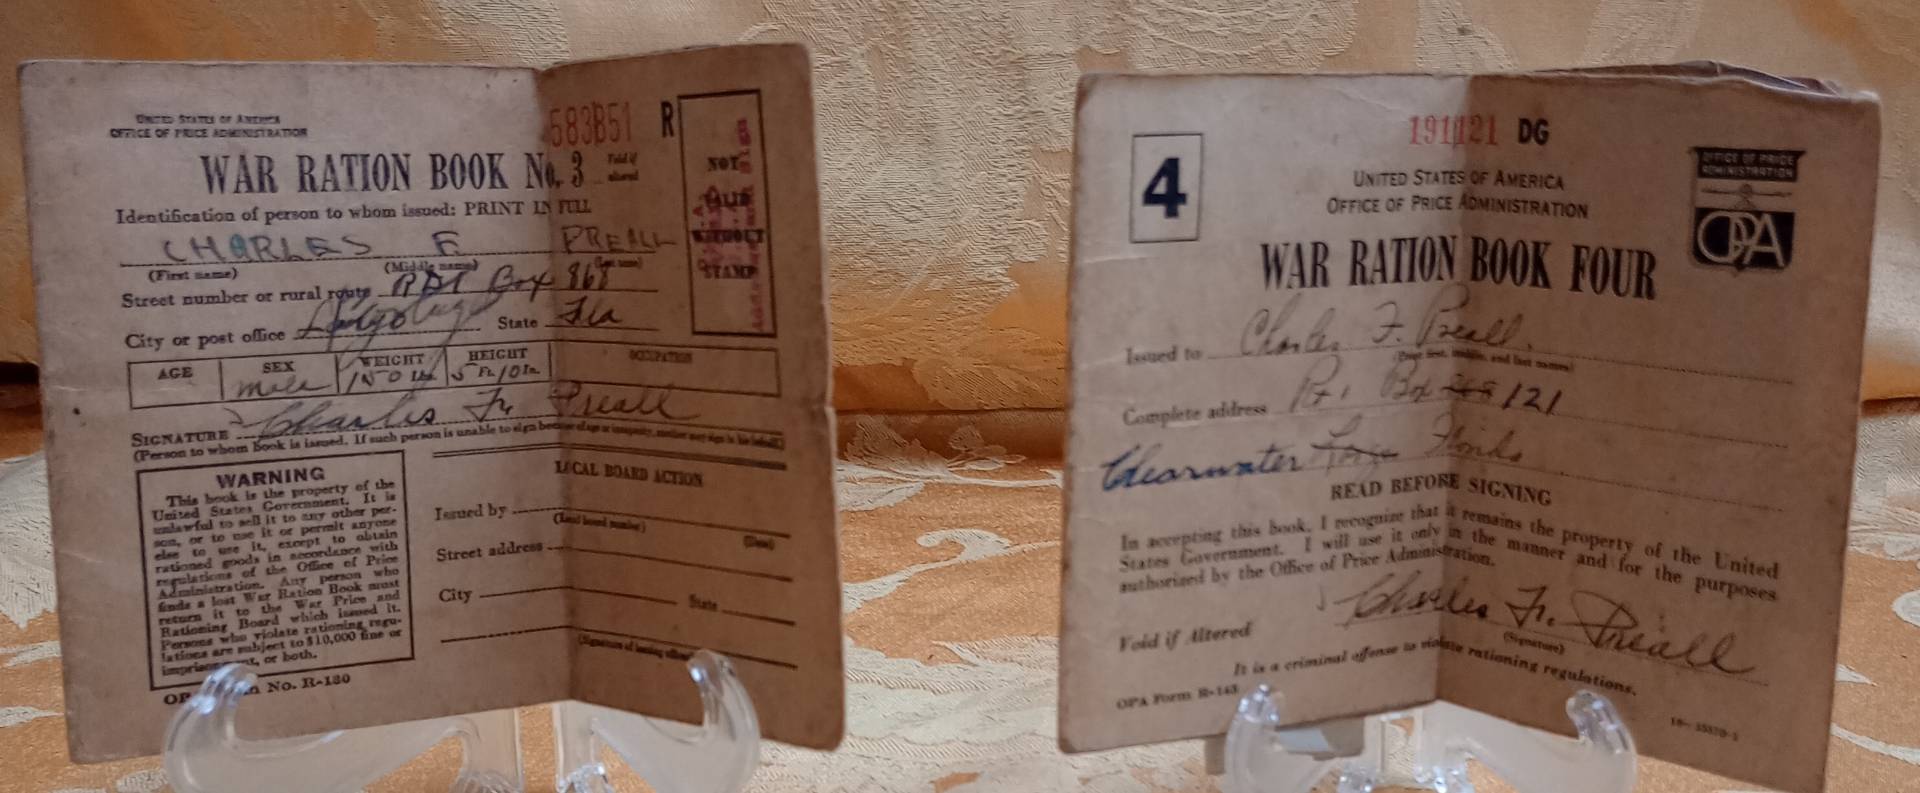 UNITED STATES OF AMERICA
OFFICE OF PRICE ADMINISTRATION
583851 R
WAR RATION BOOK No. 3 Void if altered
NOT
VALID
WITHOUT
STAMP
Identification of person to whom issued: PRINT IN FULL
CHARLES F. PREALL
(First name) (Middle name) (Last name)
Street number or rural route Box 868
City or post office State Fla
AGE SEX WEIGHT HEIGHT OCCUPATION
male 150 Lbs. 5 Ft. 10 In.
SIGNATURE Charles Fr. Preall
(Person to whom book is issued. If such person is unable to sign because of age or incapacity, another may sign in his behalf.)
WARNING
This book is the property of the
United States Government. It is
unlawful to sell it to any other per-
son, or to use it or permit anyone
else to use it, except to obtain
rationed goods in accordance with
regulations of the Office of Price
Administration. Any person who
finds a lost War Ration Book must
return it to the War Price and
Rationing Board which issued it.
Persons who violate rationing regu-
lations are subject to $10,000 fine or
or both.
No. R-130
LOCAL BOARD ACTION
Issued by
(Local board number) (Date)
Street address
City State
(Signature of issuing officer)
4
191121 DG
UNITED STATES OF AMERICA
OFFICE OF PRICE ADMINISTRATION
WAR RATION BOOK FOUR
OFFICE OF PRICE
ADMINISTRATION
OPA
Issued to Charles F. Preall
(Print first, middle, and last names)
Complete address Rt. 1 Box 121
Clearwater Florida
READ BEFORE SIGNING
In accepting this book, I recognize that it remains the property of the United
States Government. I will use it only in the manner and for the purposes
authorized by the Office of Price Administration.
Void if Altered Charles Fr. Preall
(Signature)
It is a criminal offense to violate rationing regulations.
OPA Form R-145
16-35570-1